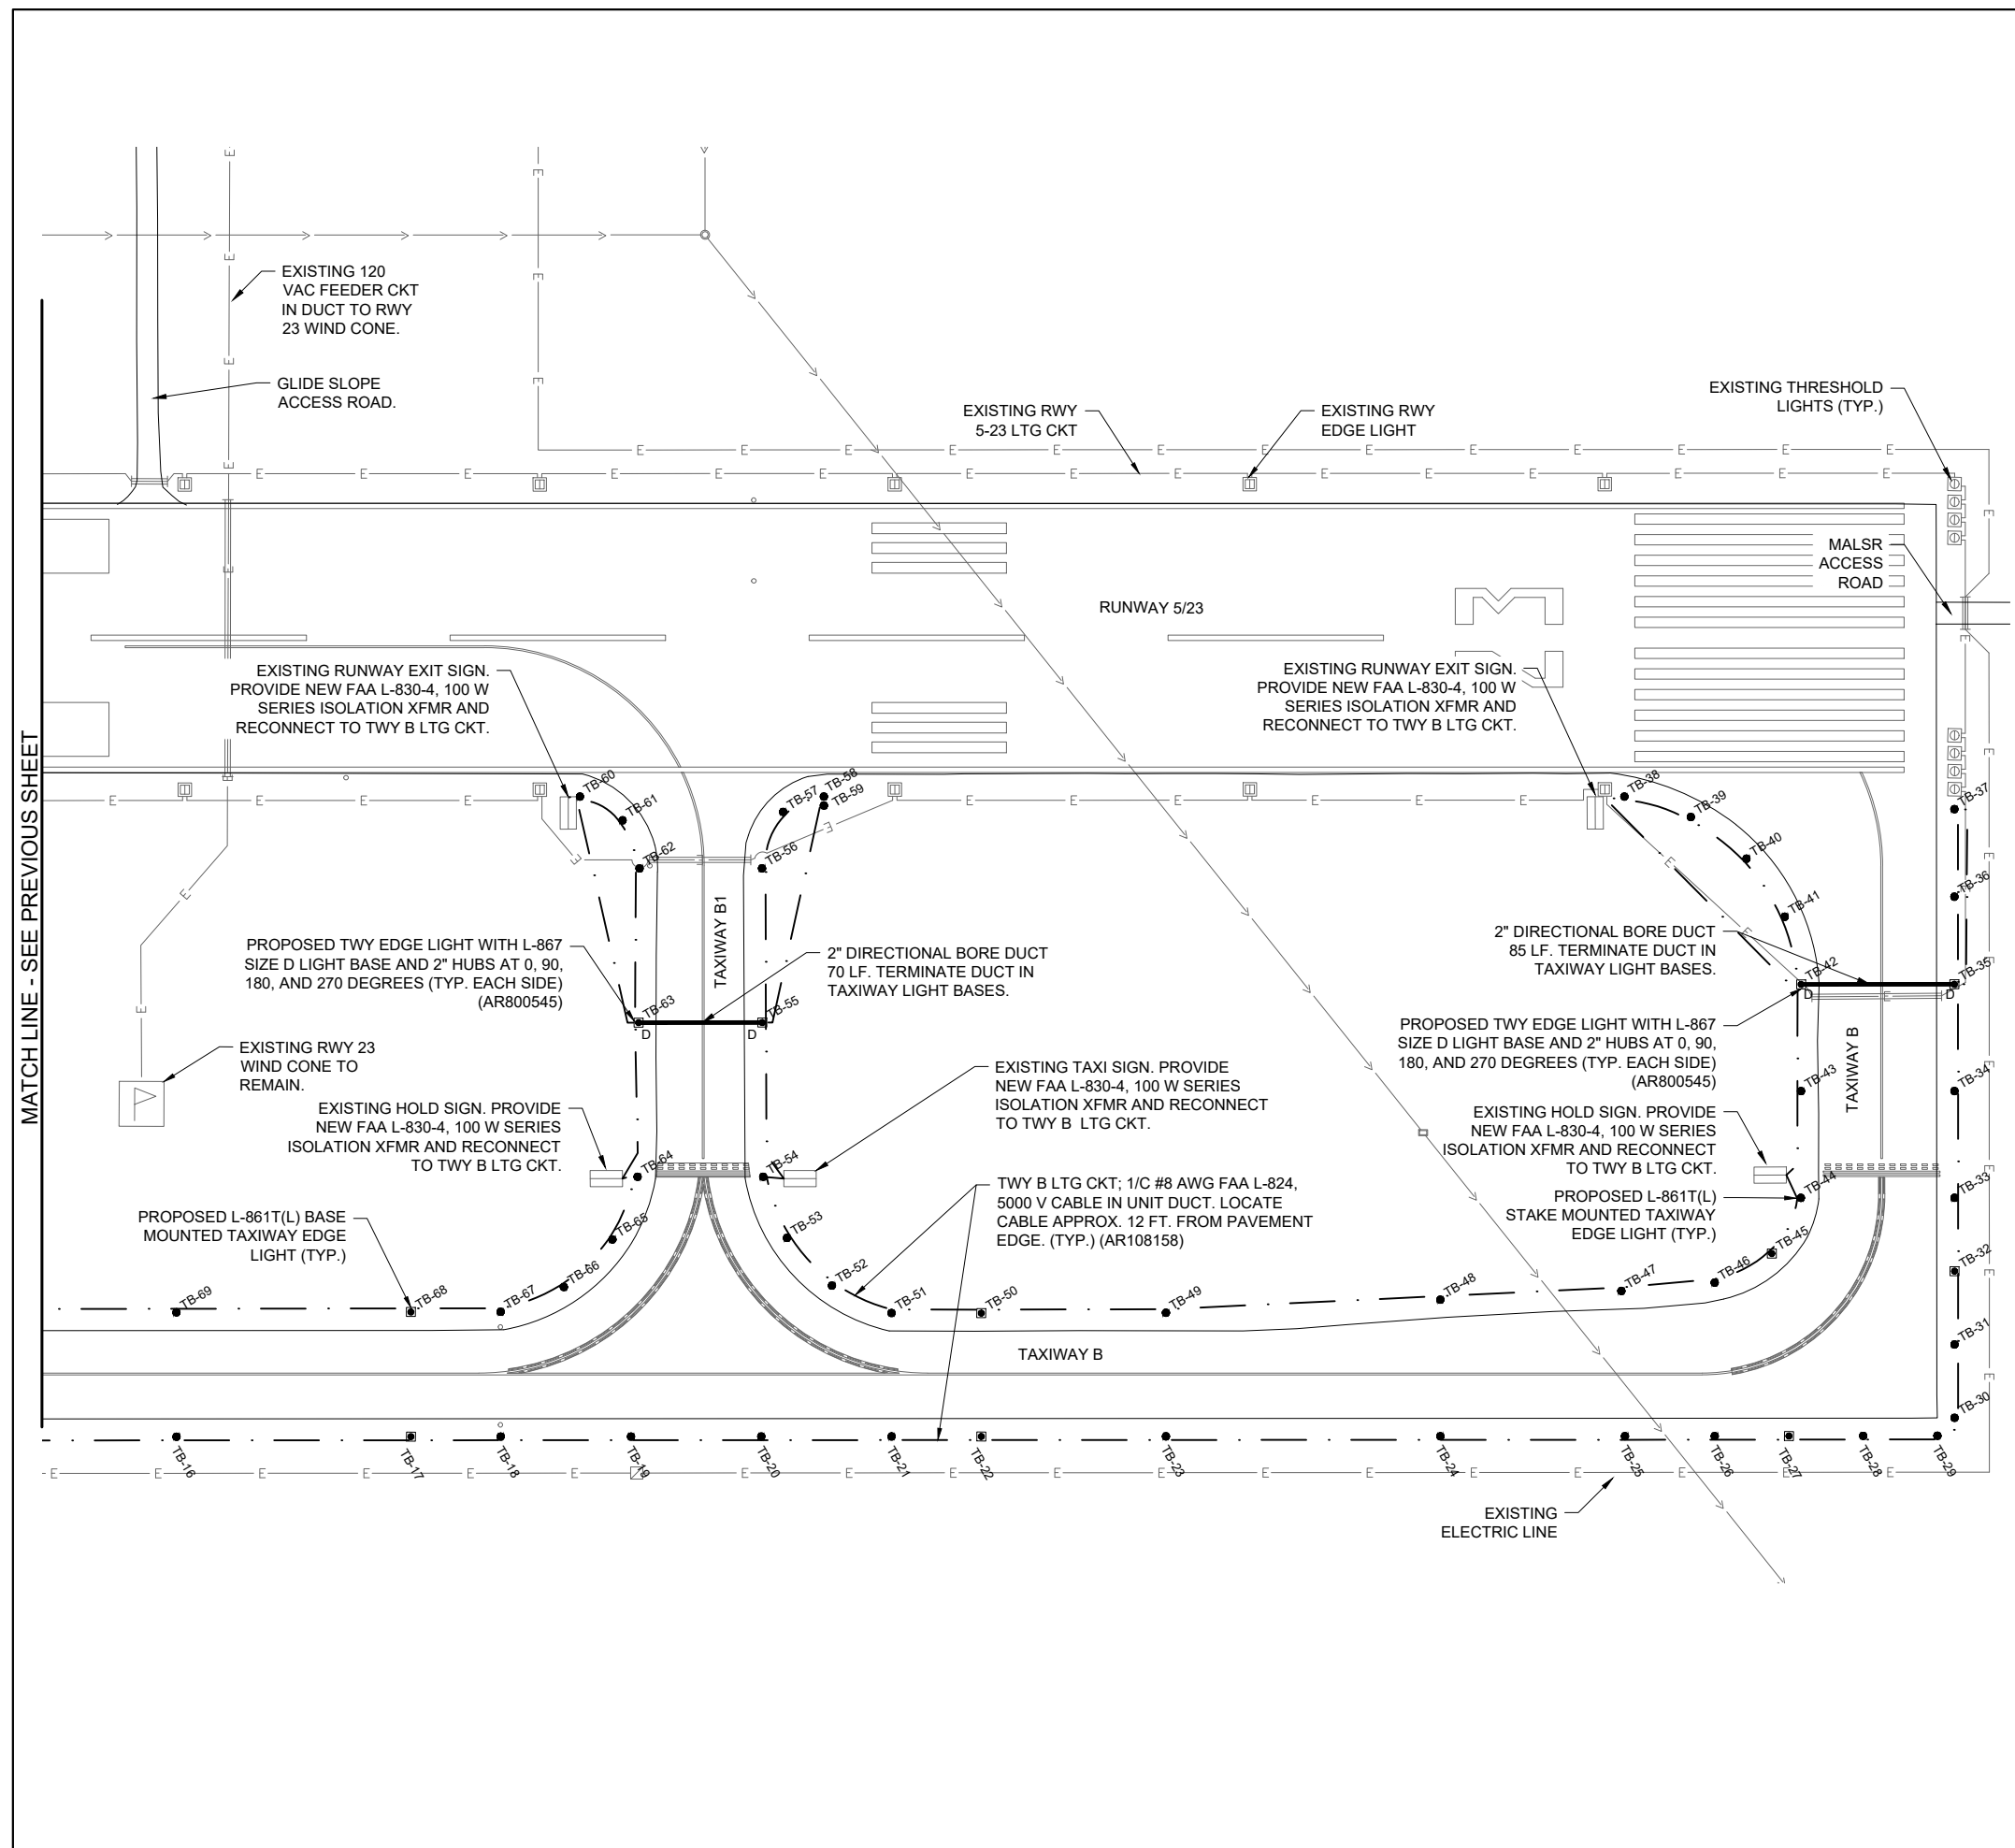 EXISTING 120
VAC FEEDER CKT
IN DUCT TO RWY
23 WIND CONE.
GLIDE SLOPE
ACCESS ROAD.
EXISTING RWY
5-23 LTG CKT
EXISTING RWY
EDGE LIGHT
EXISTING THRESHOLD
LIGHTS (TYP.)
MALSR
ACCESS
ROAD
RUNWAY 5/23
EXISTING RUNWAY EXIT SIGN.
PROVIDE NEW FAA L-830-4, 100 W
SERIES ISOLATION XFMR AND
RECONNECT TO TWY B LTG CKT.
EXISTING RUNWAY EXIT SIGN.
PROVIDE NEW FAA L-830-4, 100 W
SERIES ISOLATION XFMR AND
RECONNECT TO TWY B LTG CKT.
MATCH LINE - SEE PREVIOUS SHEET
TB-60
TB-61
TB-62
TB-57
TB-58
TB-59
TB-56
TB-38
TB-39
TB-40
TB-41
TB-42
TB-37
TB-36
TB-35
TAXIWAY B1
PROPOSED TWY EDGE LIGHT WITH L-867
SIZE D LIGHT BASE AND 2" HUBS AT 0, 90,
180, AND 270 DEGREES (TYP. EACH SIDE)
(AR800545)
2" DIRECTIONAL BORE DUCT
70 LF. TERMINATE DUCT IN
TAXIWAY LIGHT BASES.
2" DIRECTIONAL BORE DUCT
85 LF. TERMINATE DUCT IN
TAXIWAY LIGHT BASES.
TB-63
D
TB-55
D
D
D
PROPOSED TWY EDGE LIGHT WITH L-867
SIZE D LIGHT BASE AND 2" HUBS AT 0, 90,
180, AND 270 DEGREES (TYP. EACH SIDE)
(AR800545)
EXISTING RWY 23
WIND CONE TO
REMAIN.
EXISTING TAXI SIGN. PROVIDE
NEW FAA L-830-4, 100 W SERIES
ISOLATION XFMR AND RECONNECT
TO TWY B LTG CKT.
TB-43
TAXIWAY B
TB-34
EXISTING HOLD SIGN. PROVIDE
NEW FAA L-830-4, 100 W SERIES
ISOLATION XFMR AND RECONNECT
TO TWY B LTG CKT.
EXISTING HOLD SIGN. PROVIDE
NEW FAA L-830-4, 100 W SERIES
ISOLATION XFMR AND RECONNECT
TO TWY B LTG CKT.
TB-64
TB-54
TWY B LTG CKT; 1/C #8 AWG FAA L-824,
5000 V CABLE IN UNIT DUCT. LOCATE
CABLE APPROX. 12 FT. FROM PAVEMENT
EDGE. (TYP.) (AR108158)
PROPOSED L-861T(L)
STAKE MOUNTED TAXIWAY
EDGE LIGHT (TYP.)
TB-44
TB-33
PROPOSED L-861T(L) BASE
MOUNTED TAXIWAY EDGE
LIGHT (TYP.)
TB-65
TB-53
TB-45
TB-32
TB-69
TB-68
TB-67
TB-66
TB-52
TB-51
TB-50
TB-49
TB-48
TB-47
TB-46
TB-31
TAXIWAY B
TB-30
TB-16
TB-17
TB-18
TB-19
TB-20
TB-21
TB-22
TB-23
TB-24
TB-25
TB-26
TB-27
TB-28
TB-29
EXISTING
ELECTRIC LINE